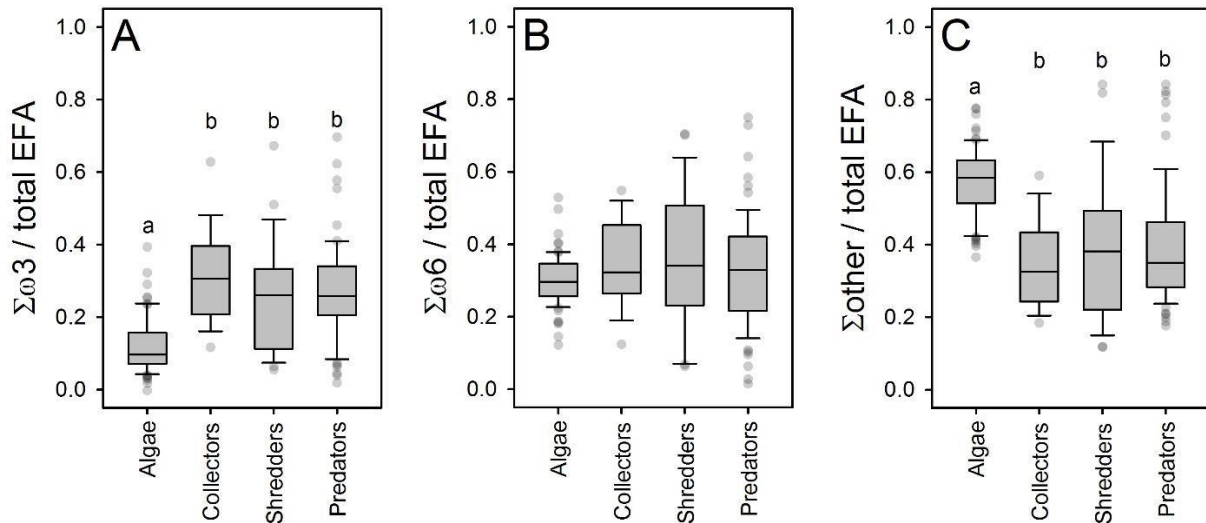 A
Σω3 / total EFA
1.0
0.8
0.6
0.4
0.2
0.0
a
b
b
b
Algae
Collectors
Shredders
Predators
B
Σω6 / total EFA
1.0
0.8
0.6
0.4
0.2
0.0
Algae
Collectors
Shredders
Predators
C
Σother / total EFA
1.0
0.8
0.6
0.4
0.2
0.0
a
b
b
b
Algae
Collectors
Shredders
Predators